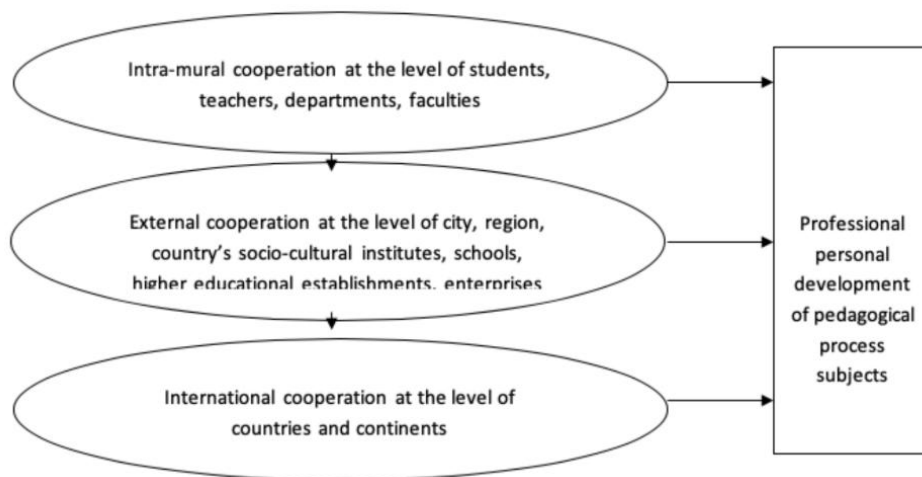 Intra-mural cooperation at the level of students,
teachers, departments, faculties
External cooperation at the level of city, region,
country's socio-cultural institutes, schools,
higher educational establishments, enterprises
International cooperation at the level of
countries and continents
Professional
personal
development
of pedagogical
process
subjects